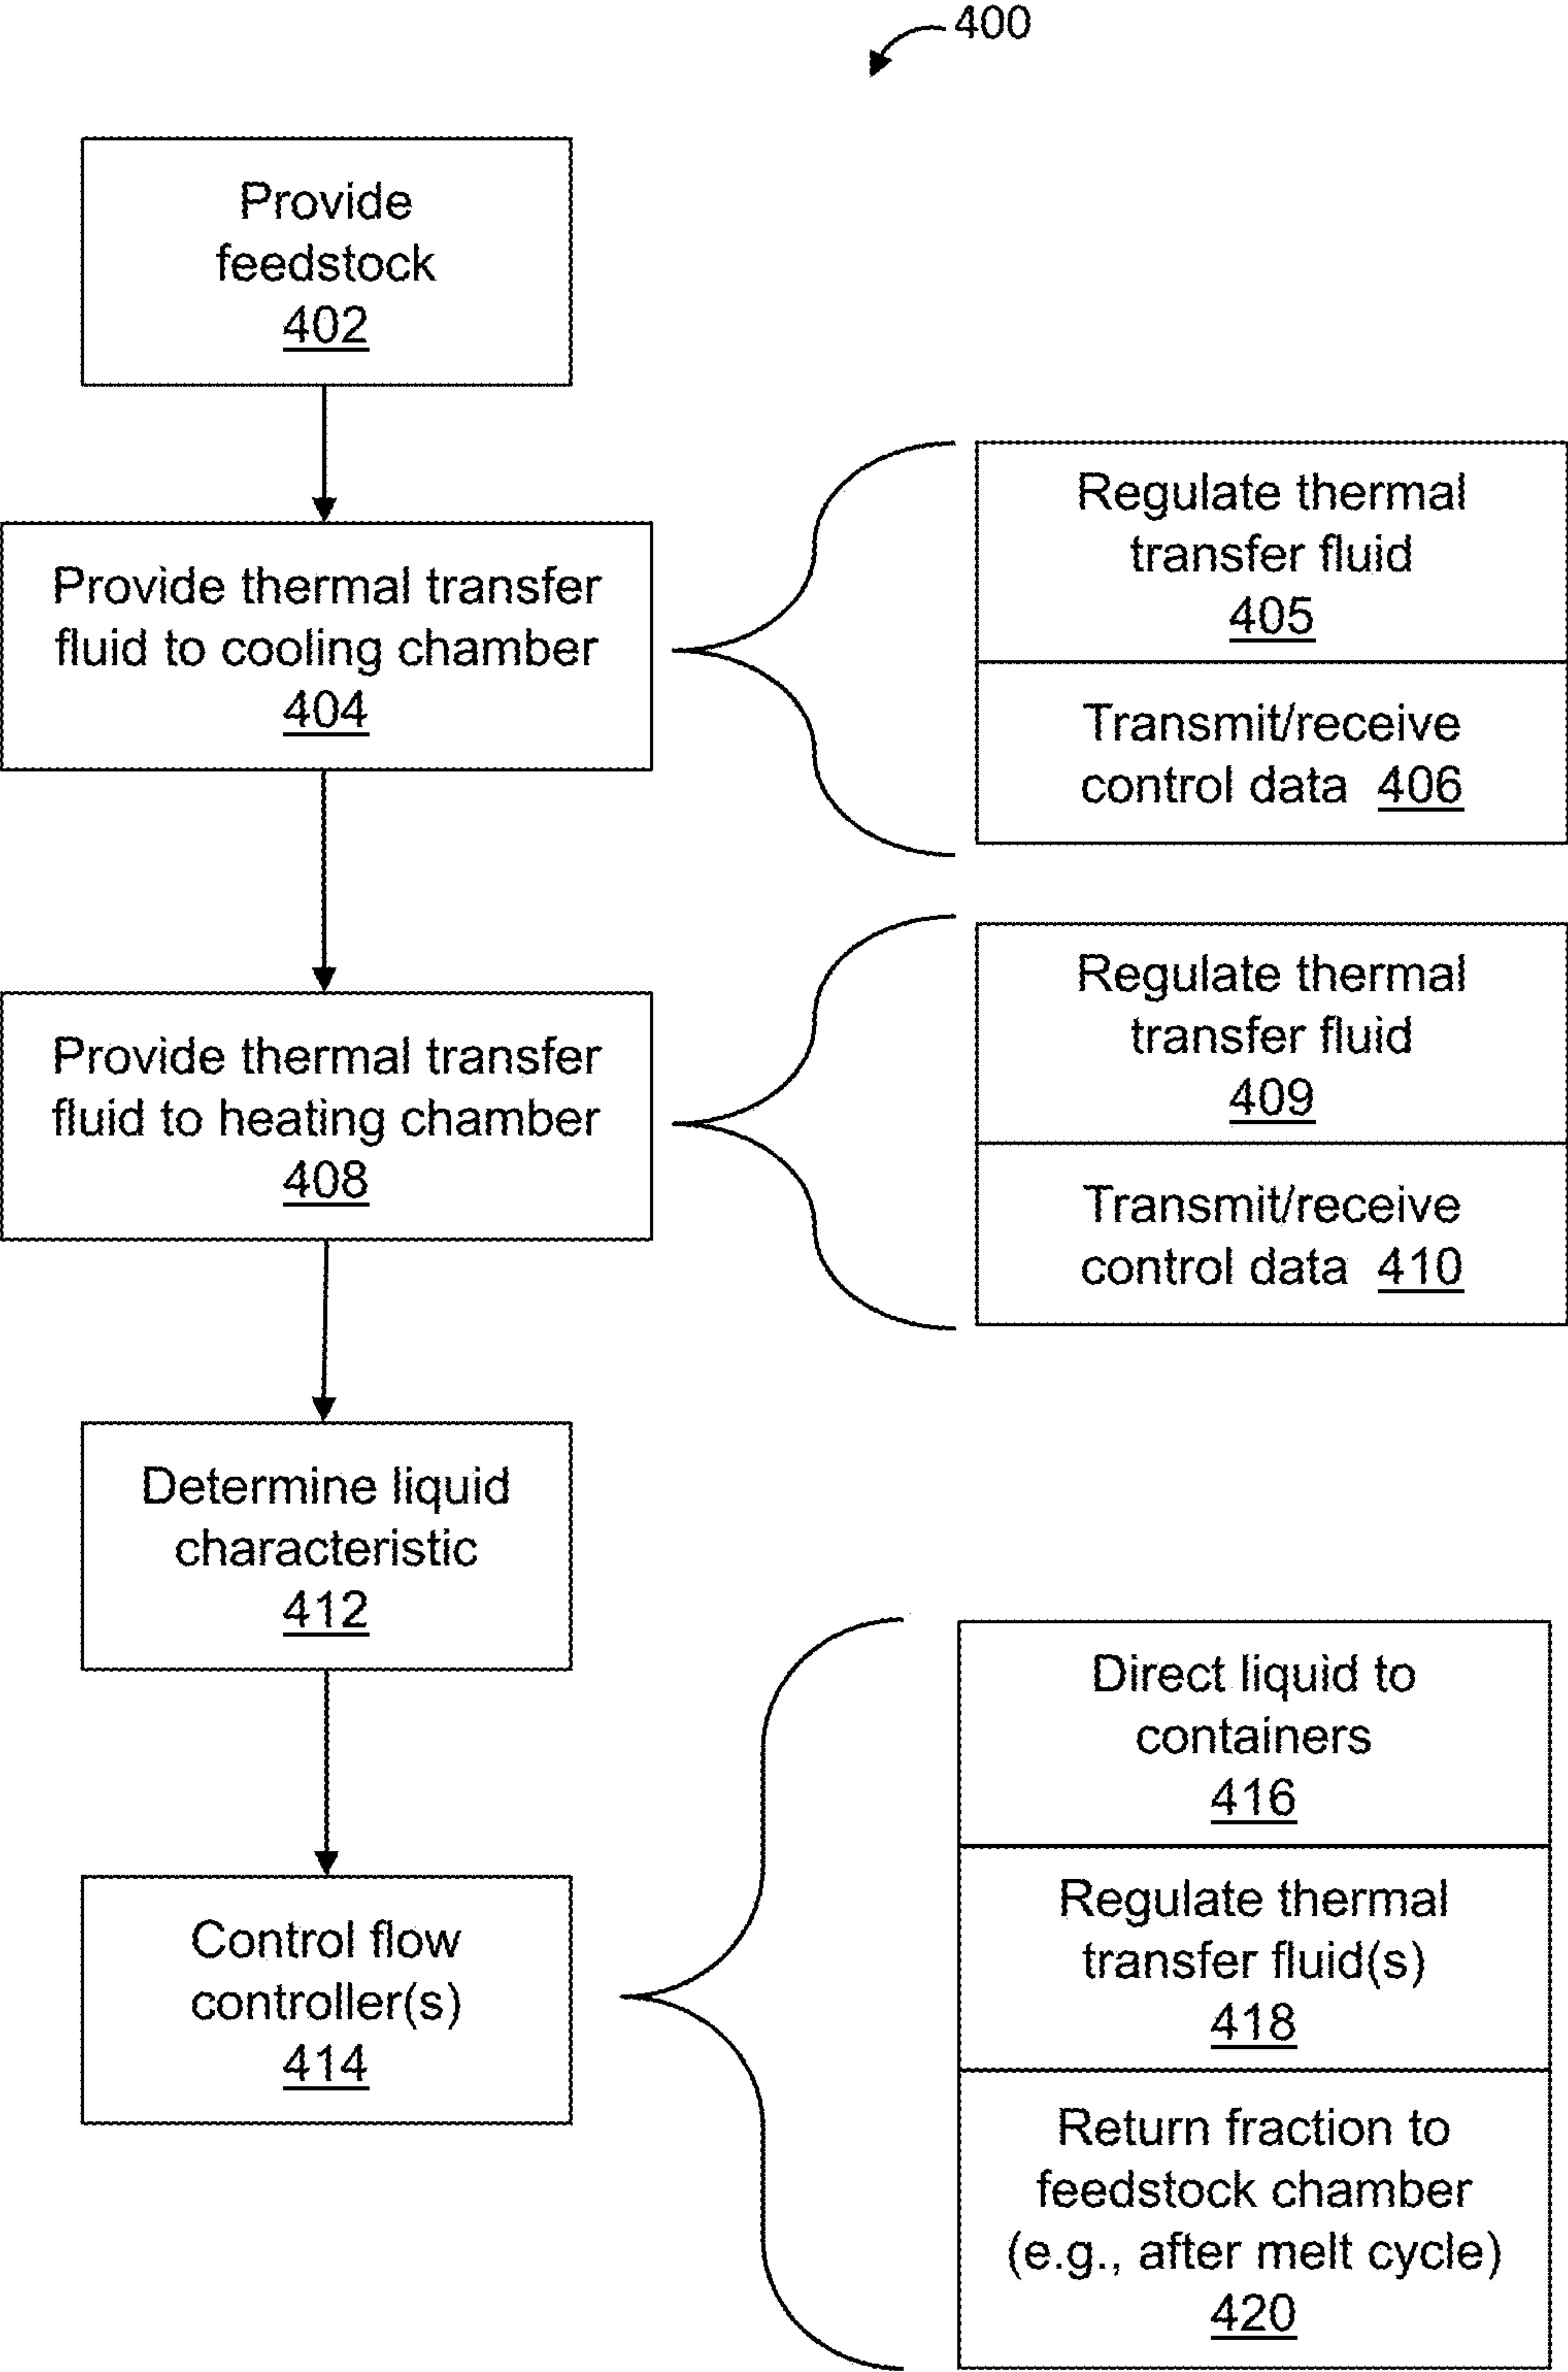 400
Provide
feedstock
402
Provide thermal transfer
fluid to cooling chamber
404
Regulate thermal
transfer fluid
405
Transmit/receive
control data 406
Provide thermal transfer
fluid to heating chamber
408
Regulate thermal
transfer fluid
409
Transmit/receive
control data 410
Determine liquid
characteristic
412
Control flow
controller(s)
414
Direct liquid to
containers
416
Regulate thermal
transfer fluid(s)
418
Return fraction to
feedstock chamber
(e.g., after melt cycle)
420